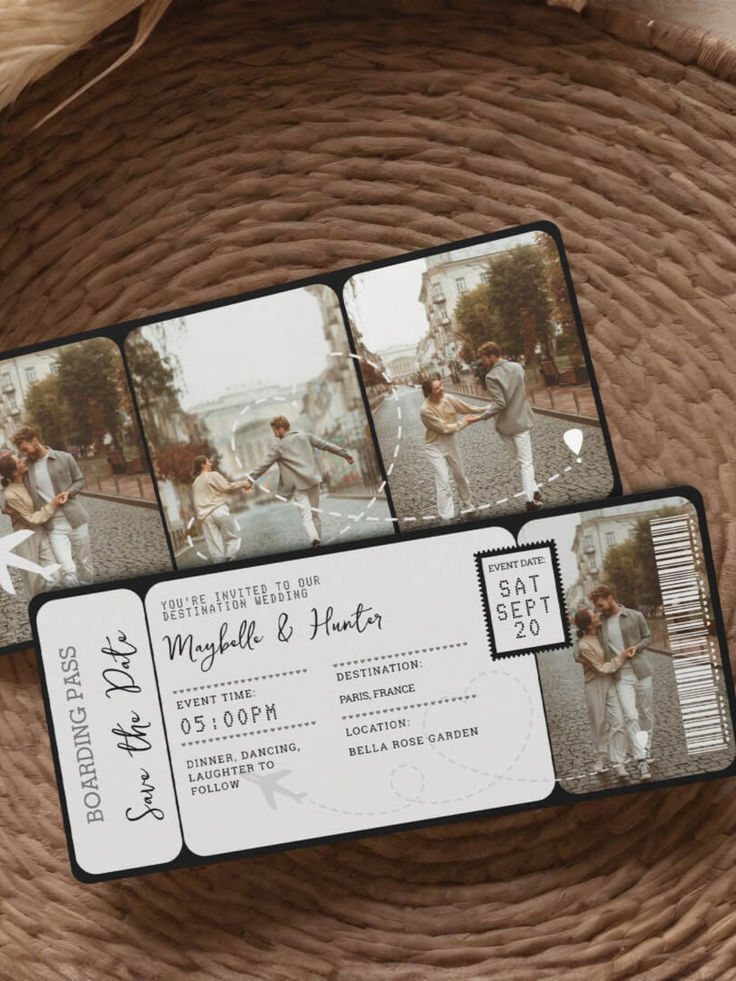 BOARDING PASS
Save the Date
YOU'RE INVITED TO OUR
DESTINATION WEDDING
Maybelle & Hunter
EVENT TIME:
05:00PM
DINNER, DANCING,
LAUGHTER TO
FOLLOW
DESTINATION:
PARIS, FRANCE
LOCATION:
BELLA ROSE GARDEN
EVENT DATE:
SAT
SEPT
20